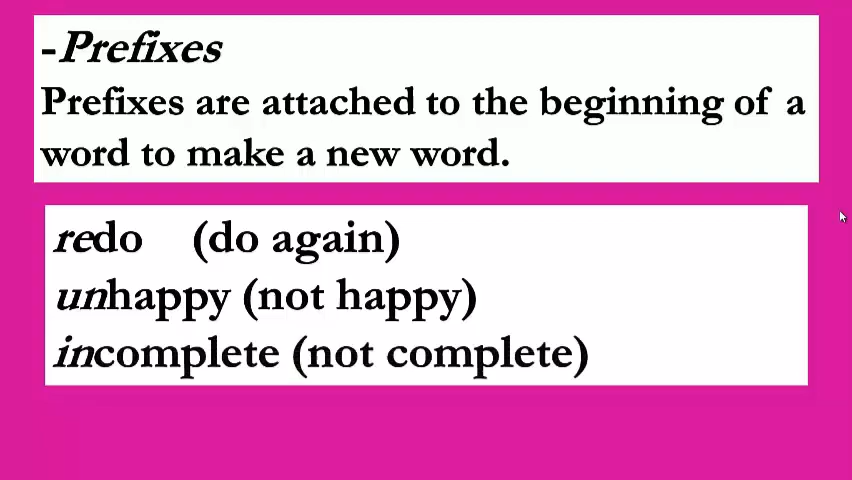 -Prefixes
Prefixes are attached to the beginning of a
word to make a new word.
redo (do again)
unhappy (not happy)
incomplete (not complete)